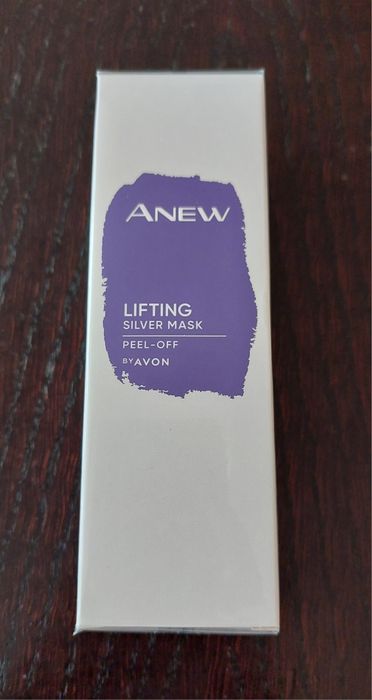 ANEW
LIFTING
SILVER MASK
PEEL-OFF
BY AVON